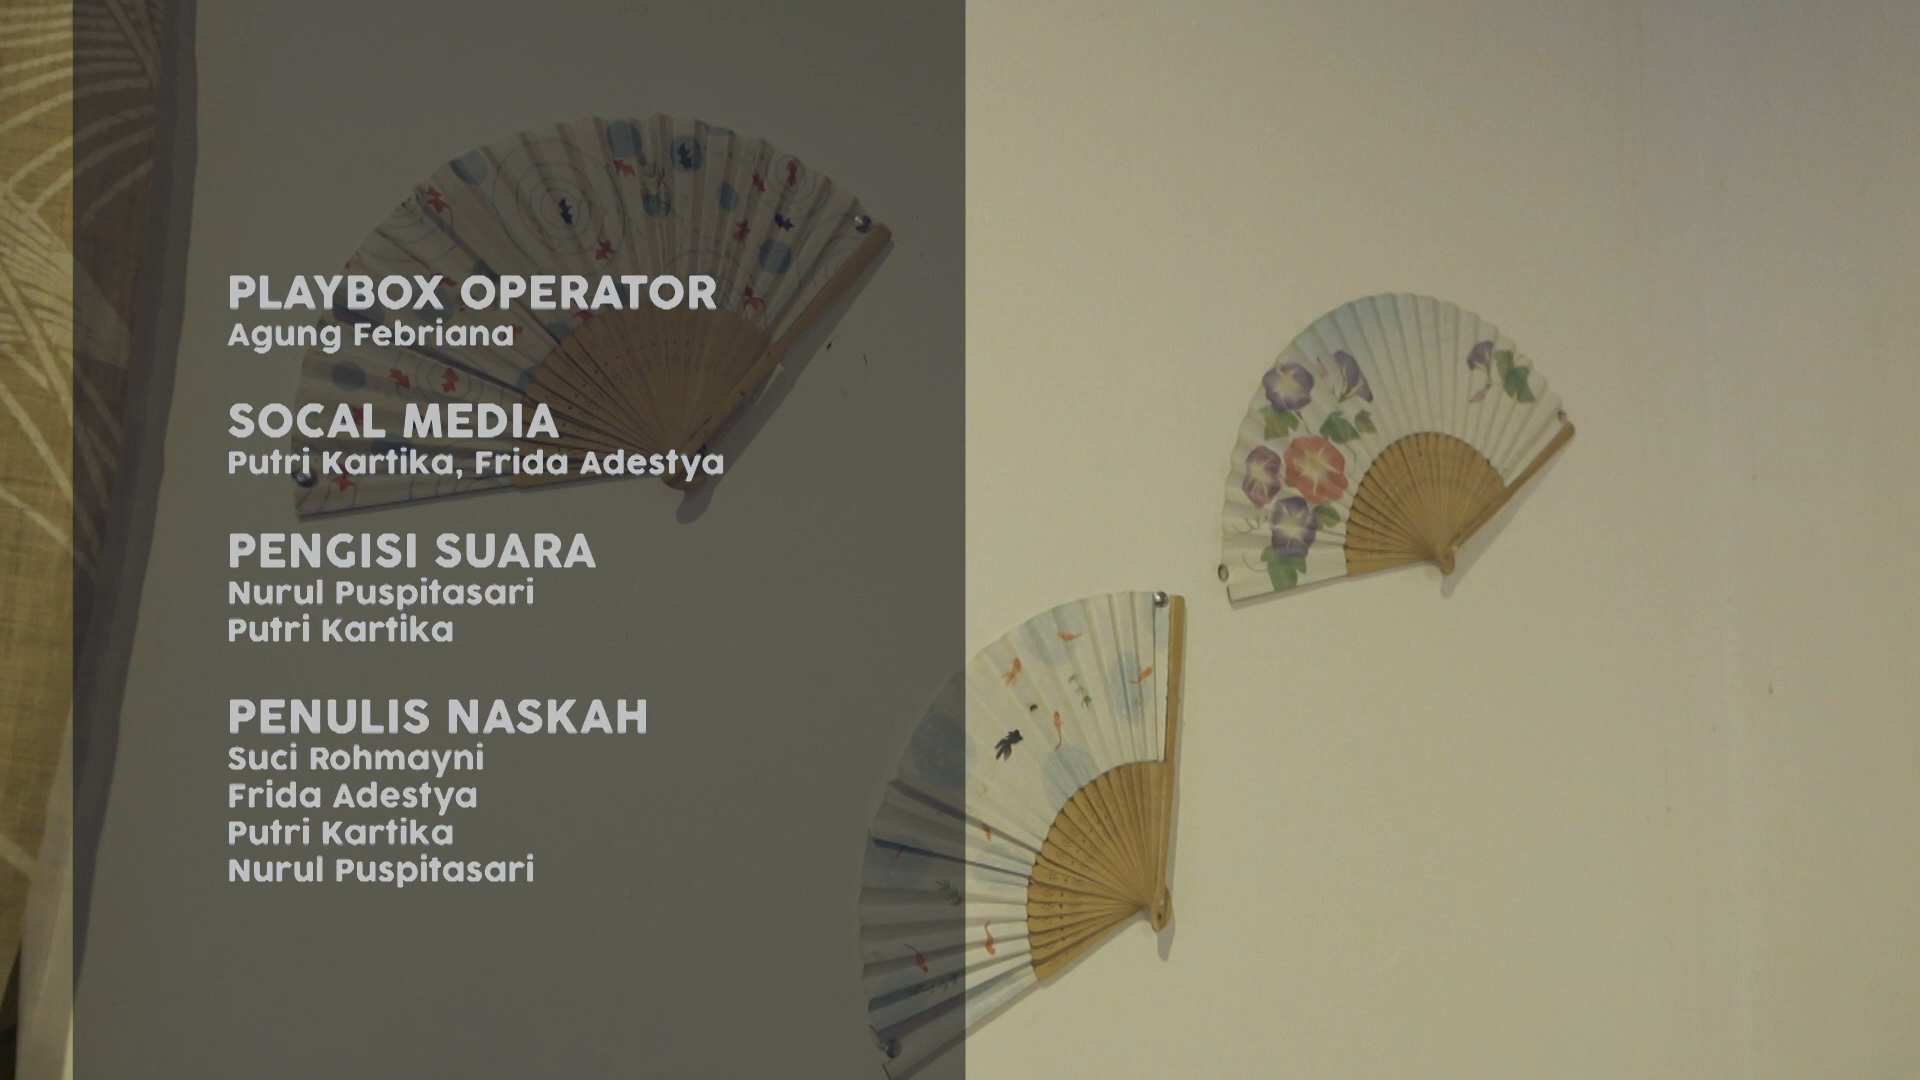 PLAYBOX OPERATOR
Agung Febriana
SOCAL MEDIA
Putri Kartika, Frida Adestya
PENGISI SUARA
Nurul Puspitasari
Putri Kartika
PENULIS NASKAH
Suci Rohmayni
Frida Adestya
Putri Kartika
Nurul Puspitasari